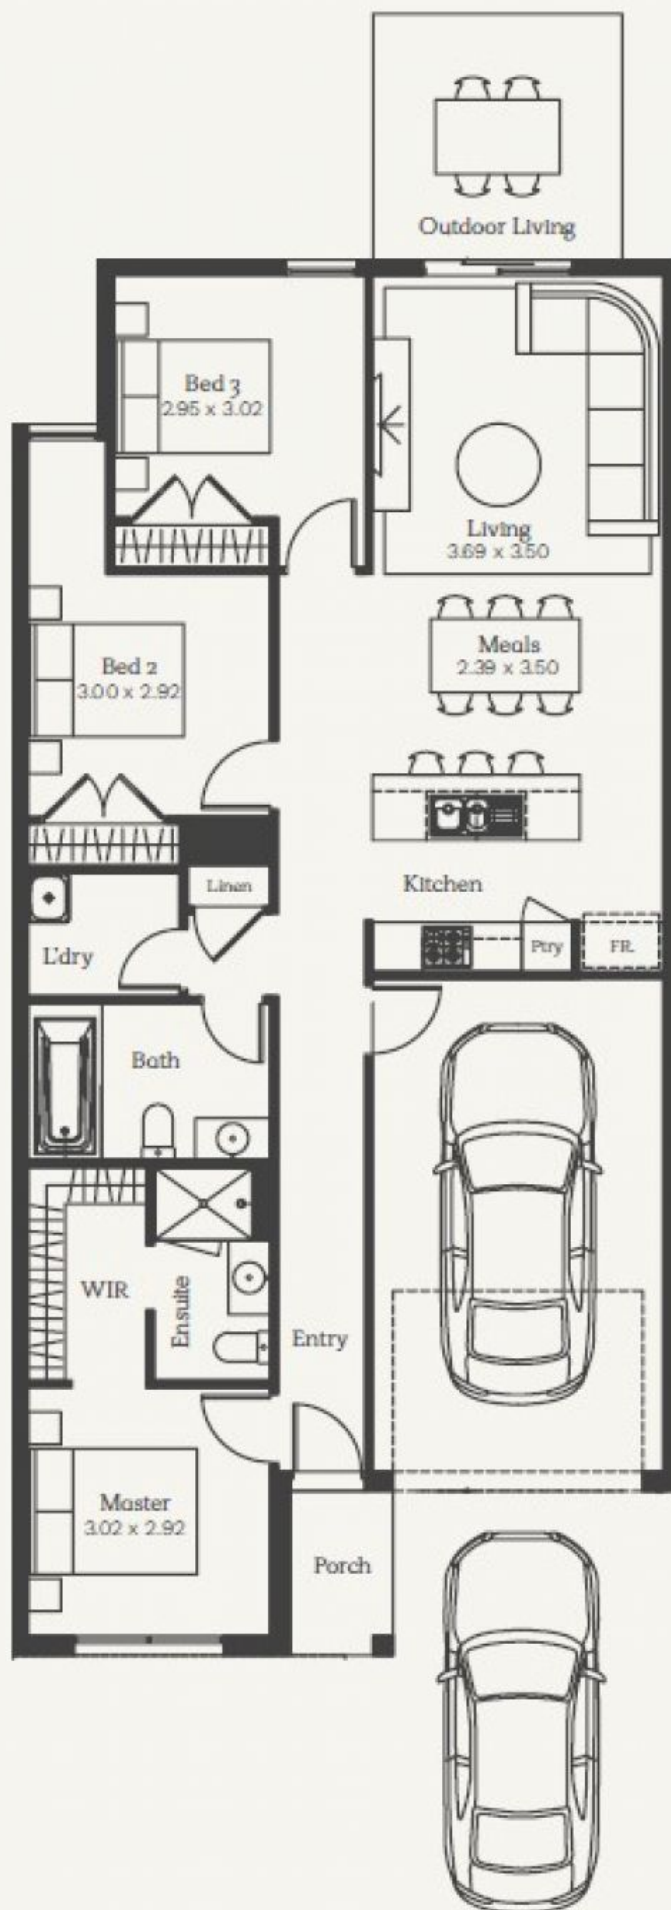 Outdoor Living
Bed 3
2.95 x 3.02
Living
3.69 x 3.50
Meals
2.39 x 3.50
Bed 2
3.00 x 2.92
Linen
Kitchen
L'dry
Ptry
FR.
Bath
WIR
Ensuite
Entry
Master
3.02 x 2.92
Porch